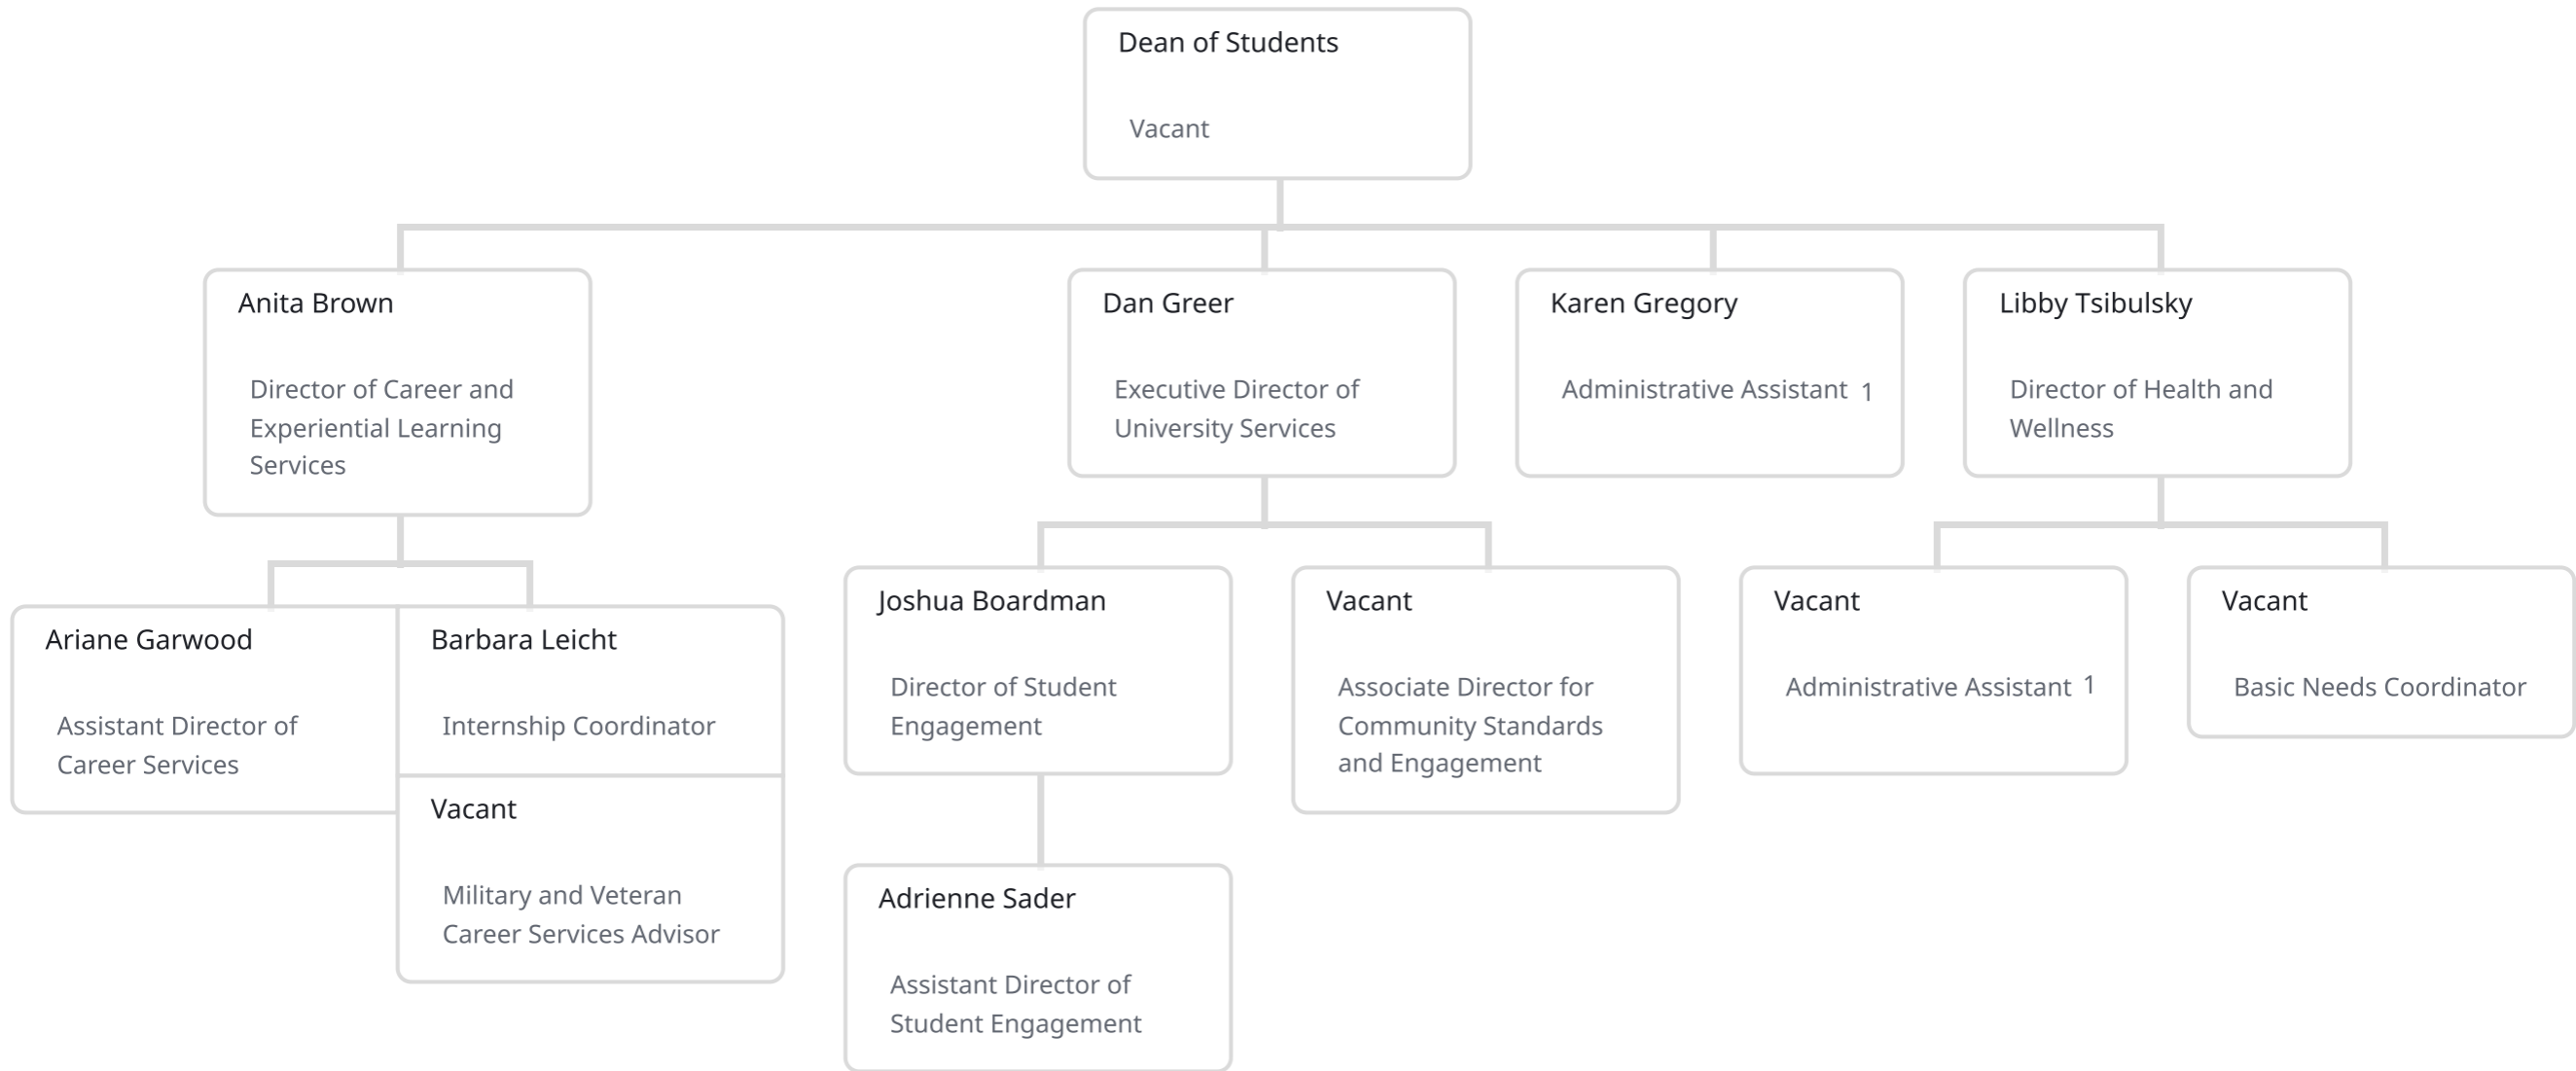 Dean of Students
Vacant
Anita Brown
Director of Career and
Experiential Learning
Services
Dan Greer
Executive Director of
University Services
Karen Gregory
Administrative Assistant 1
Libby Tsibulsky
Director of Health and
Wellness
Ariane Garwood
Assistant Director of
Career Services
Barbara Leicht
Internship Coordinator
Vacant
Military and Veteran
Career Services Advisor
Joshua Boardman
Director of Student
Engagement
Vacant
Associate Director for
Community Standards
and Engagement
Vacant
Administrative Assistant 1
Vacant
Basic Needs Coordinator
Adrienne Sader
Assistant Director of
Student Engagement